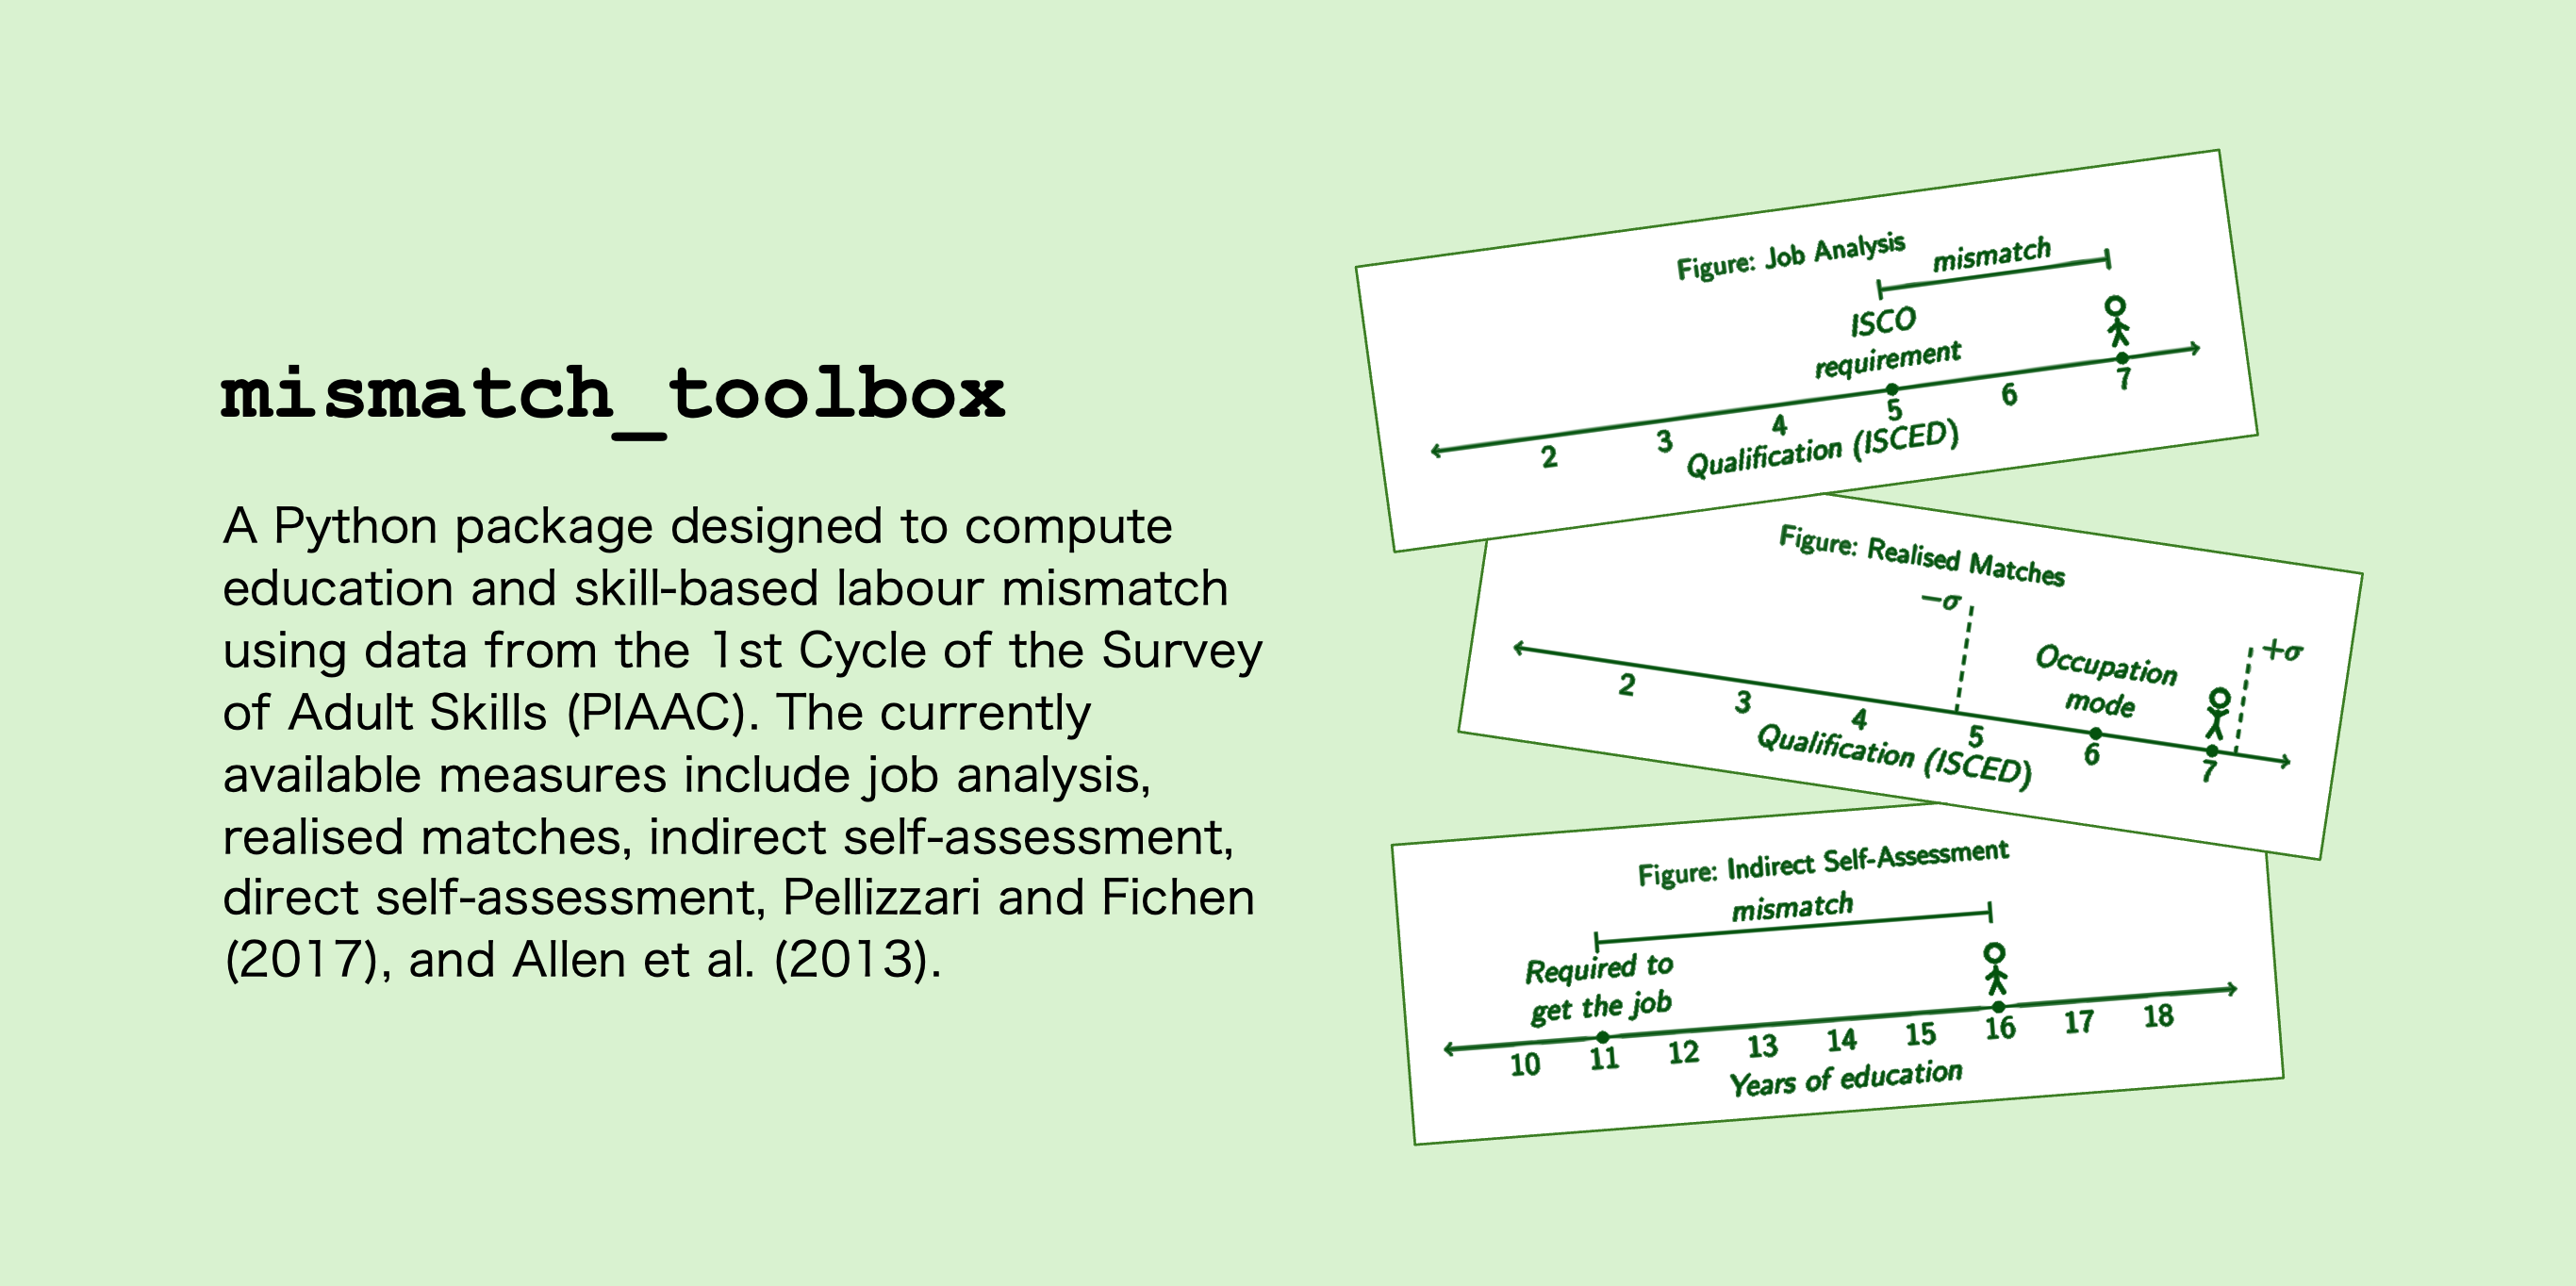 mismatch_toolbox
A Python package designed to compute
education and skill-based labour mismatch
using data from the 1st Cycle of the Survey
of Adult Skills (PIAAC). The currently
available measures include job analysis,
realised matches, indirect self-assessment,
direct self-assessment, Pellizzari and Fichen
(2017), and Allen et al. (2013).
Figure: Job Analysis
mismatch
ISCO
requirement
2 3 4 5 6 7
Qualification (ISCED)
Figure: Realised Matches
−σ
+σ
Occupation
mode
2 3 4 5 6 7
Qualification (ISCED)
Figure: Indirect Self-Assessment
mismatch
Required to
get the job
10 11 12 13 14 15 16 17 18
Years of education